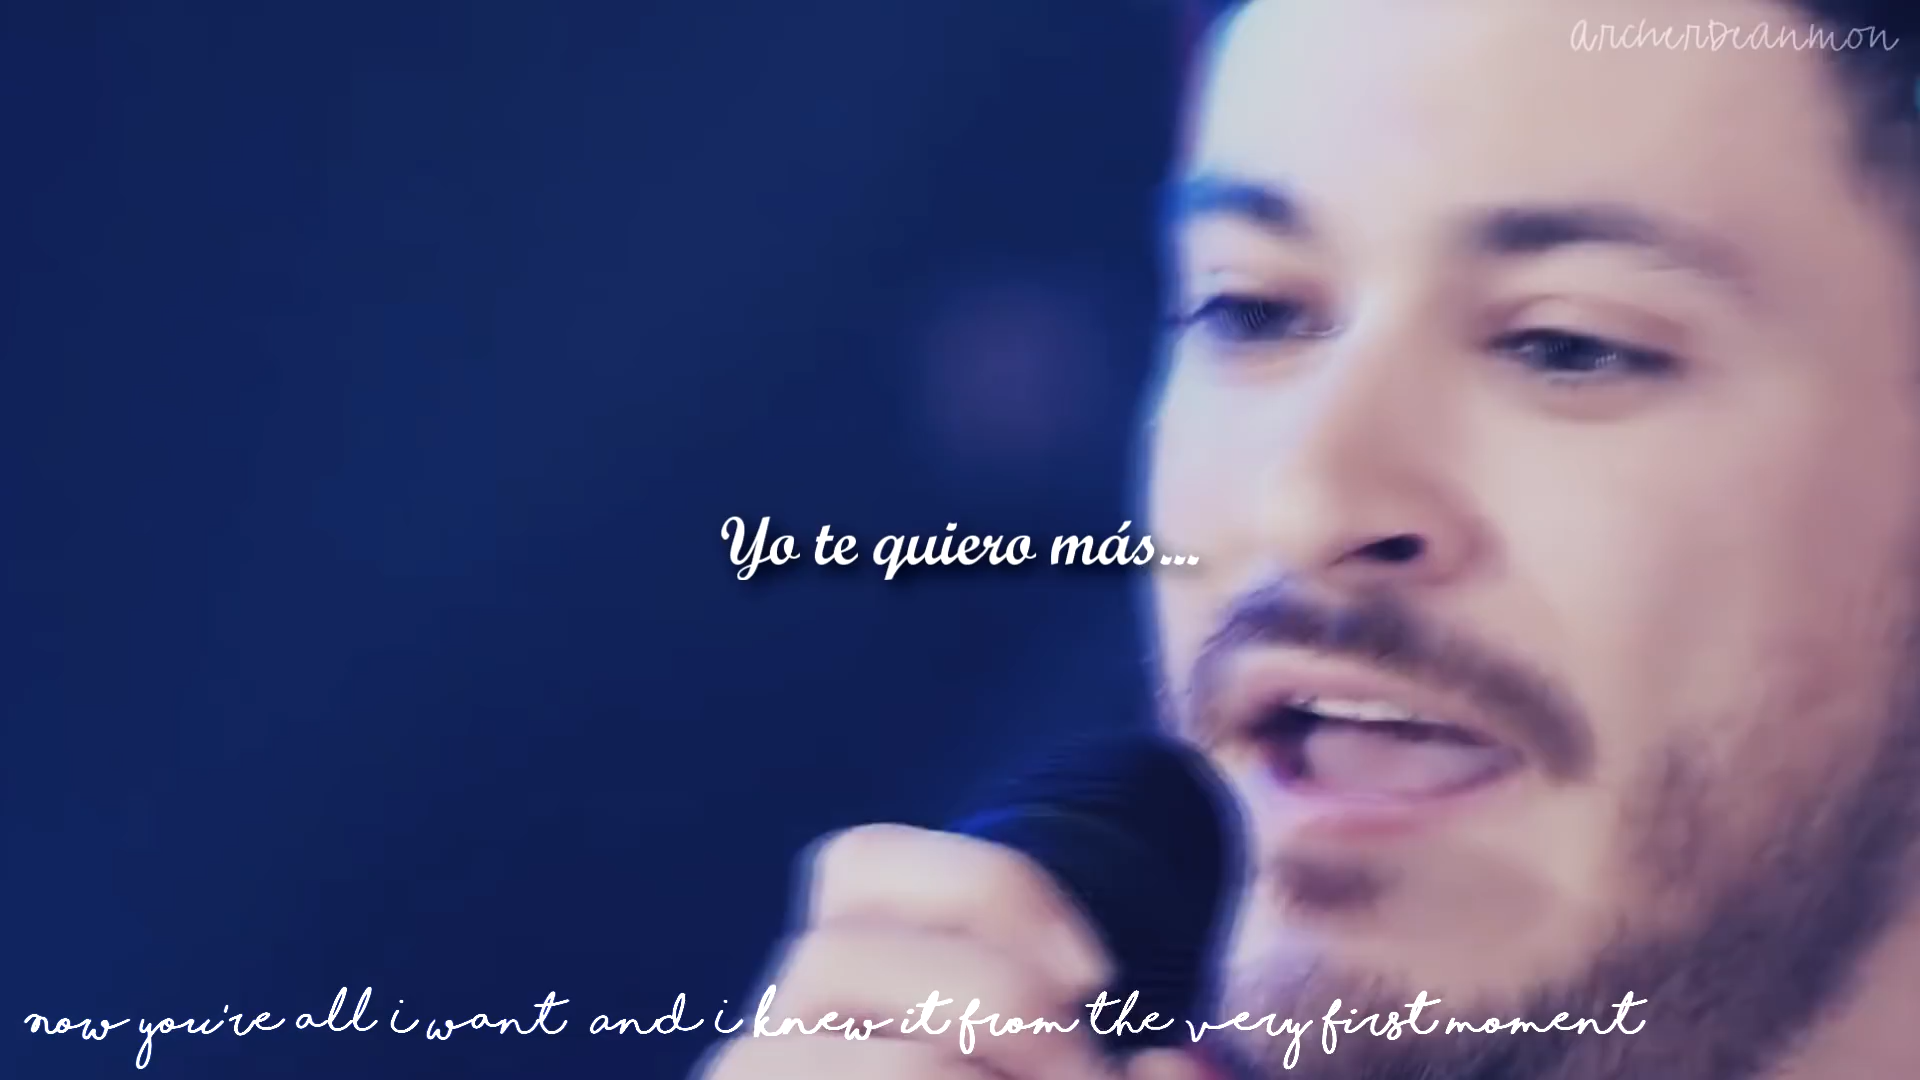 archerDeanmon
Yo te quiero más...
now you're all i want and i knew it from the very first moment